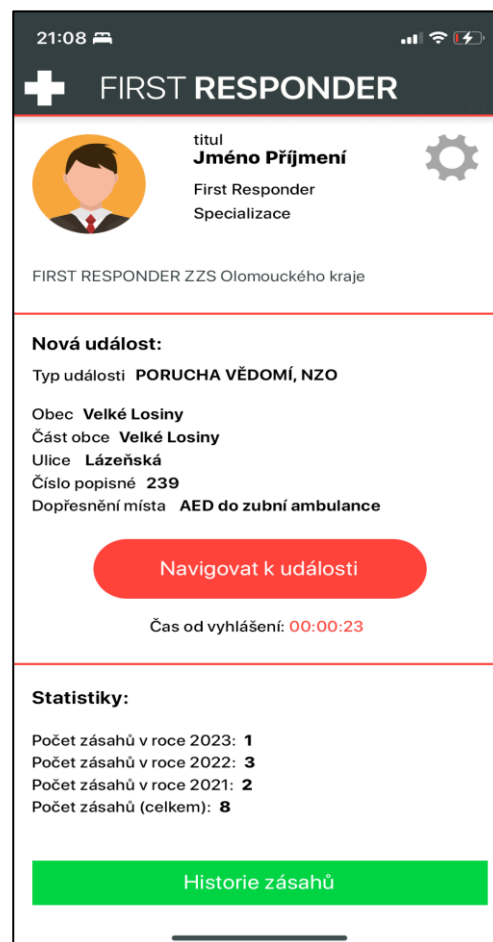 21:08
FIRST RESPONDER
titul
Jméno Příjmení
First Responder
Specializace
FIRST RESPONDER ZZS Olomouckého kraje
Nová událost:
Typ události PORUCHA VĚDOMÍ, NZO
Obec Velké Losiny
Část obce Velké Losiny
Ulice Lázeňská
Číslo popisné 239
Dopřesnění místa AED do zubní ambulance
Navigovat k události
Čas od vyhlášení: 00:00:23
Statistiky:
Počet zásahů v roce 2023: 1
Počet zásahů v roce 2022: 3
Počet zásahů v roce 2021: 2
Počet zásahů (celkem): 8
Historie zásahů